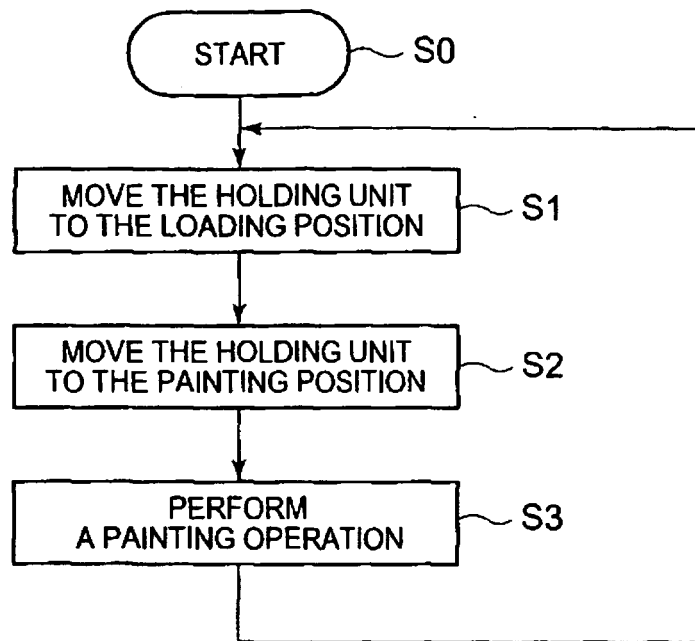 START
S0
MOVE THE HOLDING UNIT
TO THE LOADING POSITION
S1
MOVE THE HOLDING UNIT
TO THE PAINTING POSITION
S2
PERFORM
A PAINTING OPERATION
S3